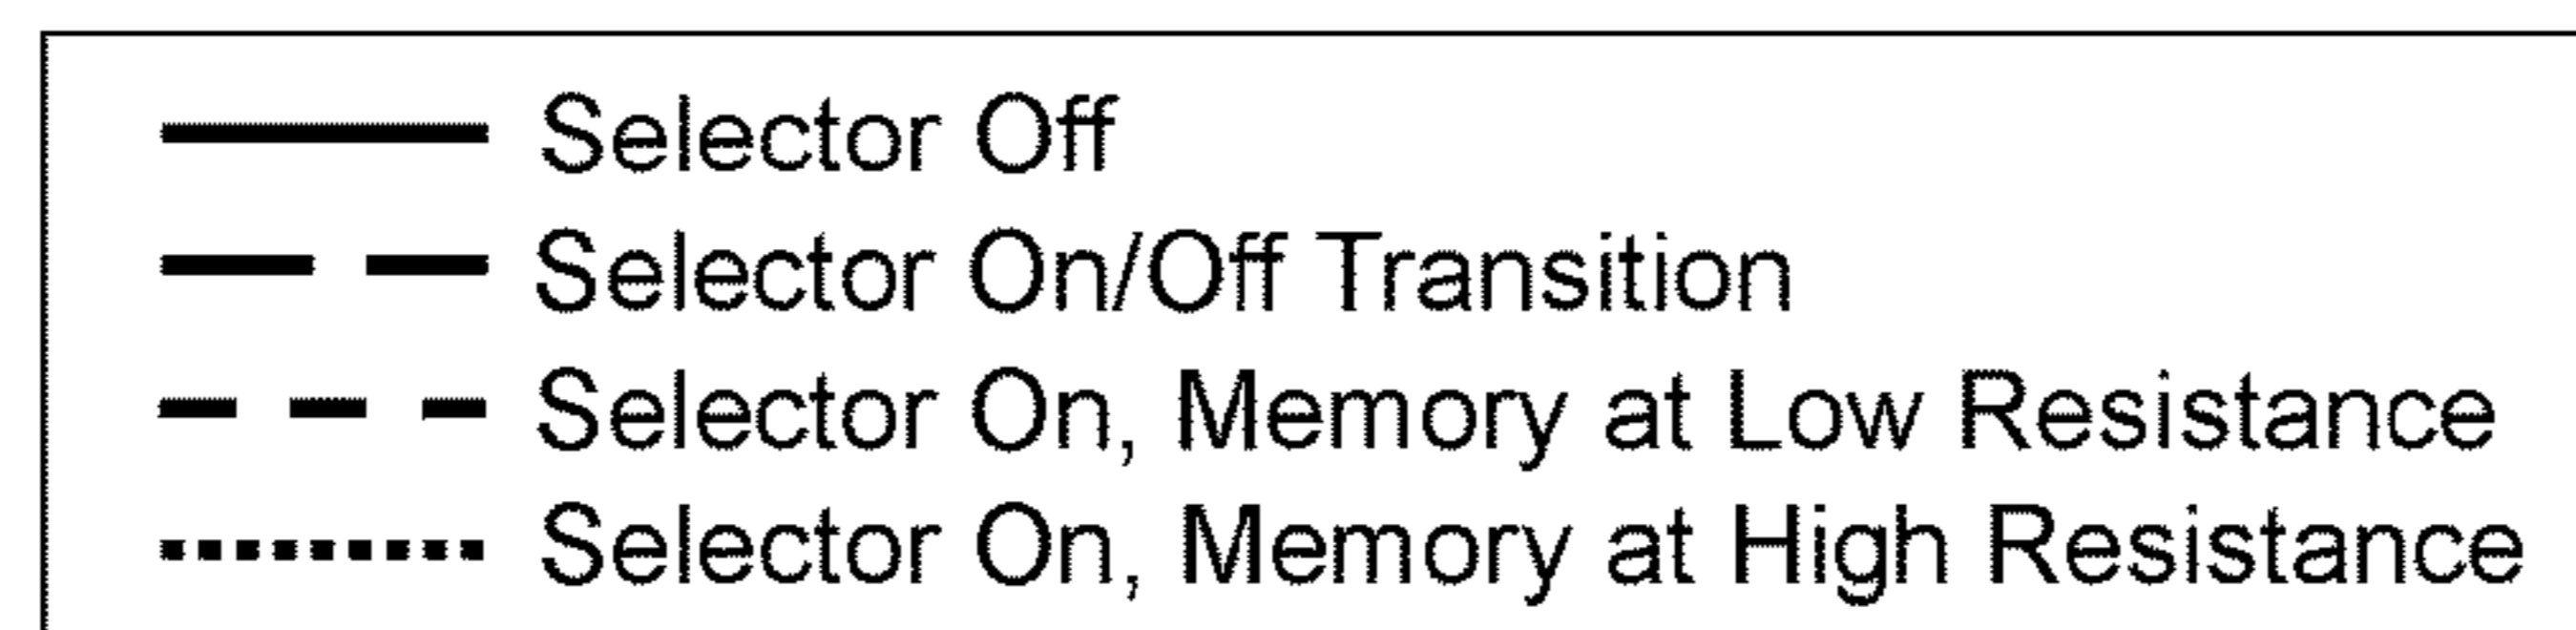 Selector Off
Selector On/Off Transition
Selector On, Memory at Low Resistance
Selector On, Memory at High Resistance